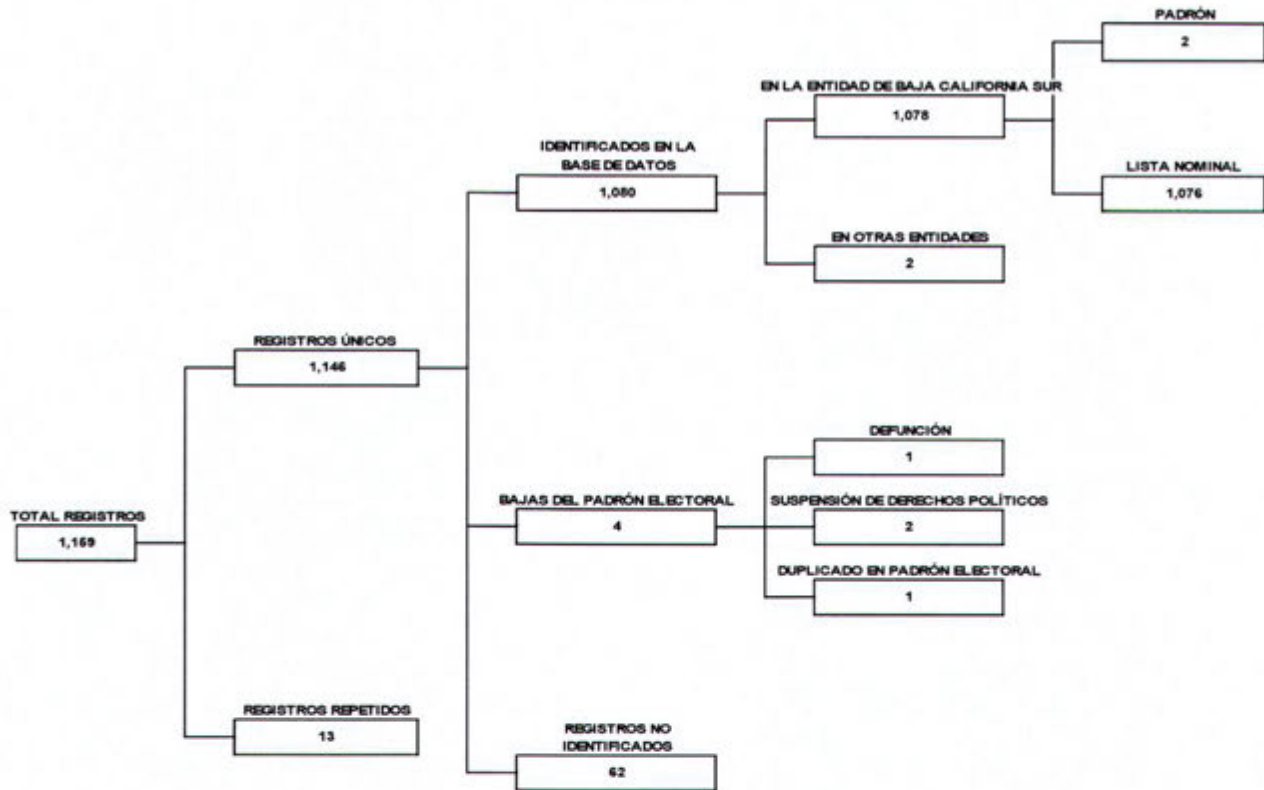 PADRÓN
2
EN LA ENTIDAD DE BAJA CALIFORNIA SUR
1,078
IDENTIFICADOS EN LA
BASE DE DATOS
1,080
LISTA NOMINAL
1,076
EN OTRAS ENTIDADES
2
REGISTROS ÚNICOS
1,146
DEFUNCIÓN
1
BAJAS DEL PADRÓN ELECTORAL
4
SUSPENSIÓN DE DERECHOS POLÍTICOS
2
TOTAL REGISTROS
1,159
DUPLICADO EN PADRÓN ELECTORAL
1
REGISTROS REPETIDOS
13
REGISTROS NO
IDENTIFICADOS
62